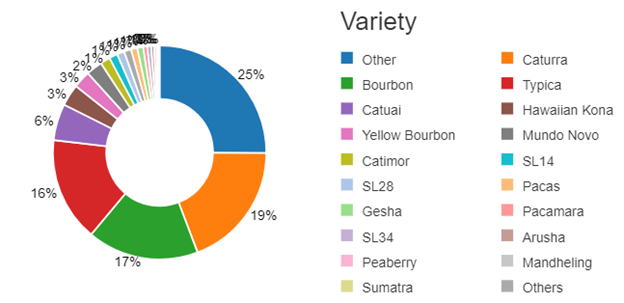 Variety
Other
Caturra
Bourbon
Typica
Catuai
Hawaiian Kona
Yellow Bourbon
Mundo Novo
Catimor
SL14
SL28
Pacas
Gesha
Pacamara
SL34
Arusha
Peaberry
Mandheling
Sumatra
Others
25%
19%
17%
16%
6%
3%
3%
2%
1%